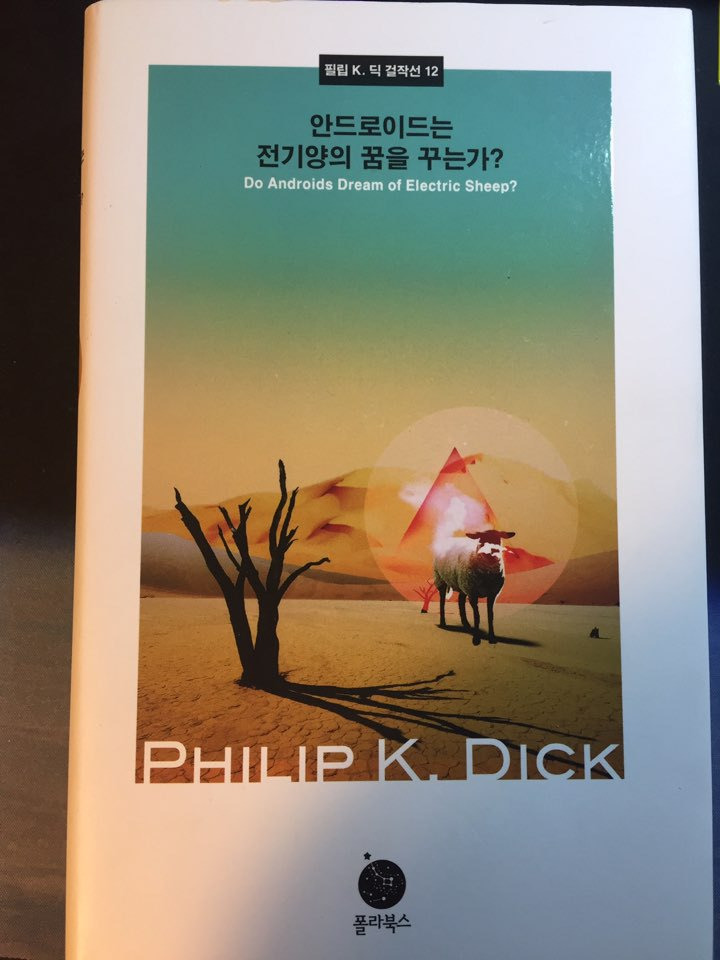 필립 K. 딕 걸작선 12
안드로이드는
전기양의 꿈을 꾸는가?
Do Androids Dream of Electric Sheep?
PHILIP K. DICK
폴라북스